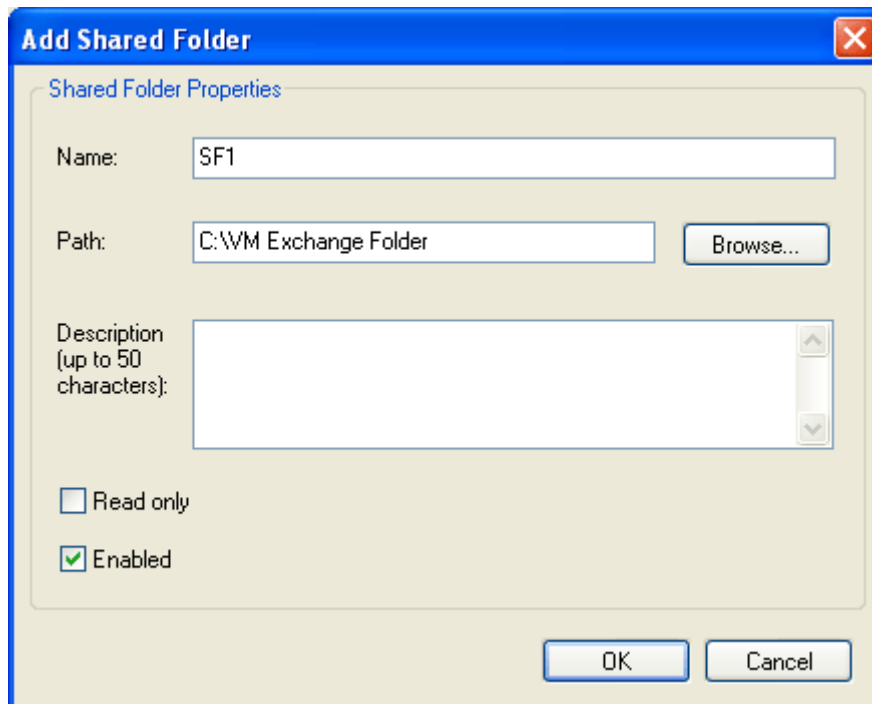 Add Shared Folder
Shared Folder Properties
Name: SF1
Path: C:\VM Exchange Folder Browse...
Description
(up to 50
characters):
Read only
Enabled
OK Cancel